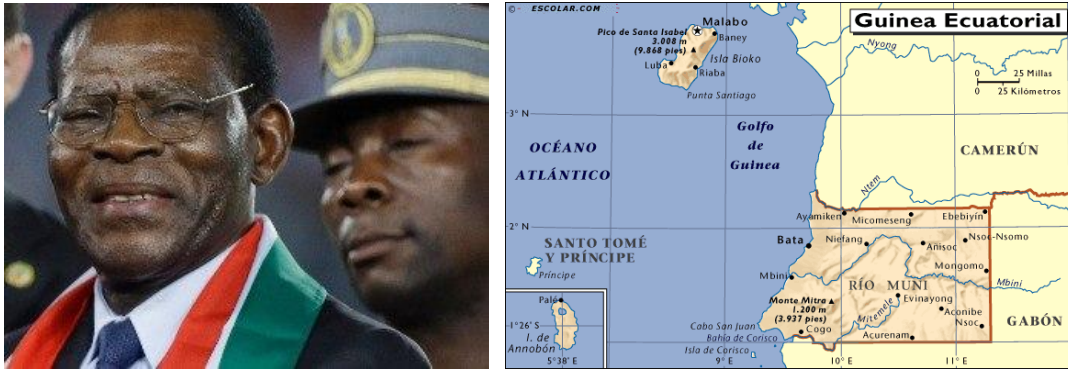 © - ESCOLAR.COM
Guinea Ecuatorial
Malabo
Pico de Santa Isabel
3.008 m
(9.868 pies)
Baney
Isla Bioko
Luba
Riaba
Punta Santiago
Nyong
0 25 Millas
0 25 Kilómetros
3° N
Golfo
de
Guinea
OCÉANO
ATLÁNTICO
CAMERÚN
Ntem
Ayamiken
Micomeseng
Ebebiyín
2° N
SANTO TOMÉ
Y PRÍNCIPE
Príncipe
Bata
Niefang
Anisoc
Nsoc-Nsomo
Mongomo
Mbini
Mbini
RÍO MUNI
Monte Mitra
1.200 m
(3.937 pies)
Mitemele
Evinayong
Aconibe
Nsoc
GABÓN
Palé
1° 26' S
I. de
Annobón
5° 38' E
Cabo San Juan
Bahía de Corisco
Isla de Corisco
Cogo
Acurenam
9° E
10° E
11° E